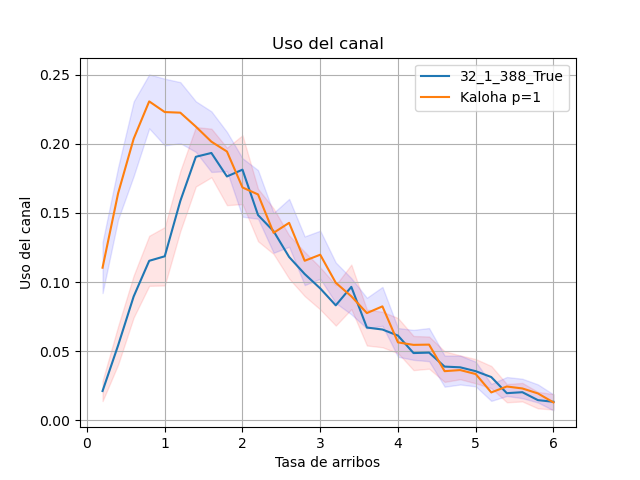 Uso del canal
32_1_388_True
Kaloha p=1
Uso del canal
0.25
0.20
0.15
0.10
0.05
0.00
0 1 2 3 4 5 6
Tasa de arribos